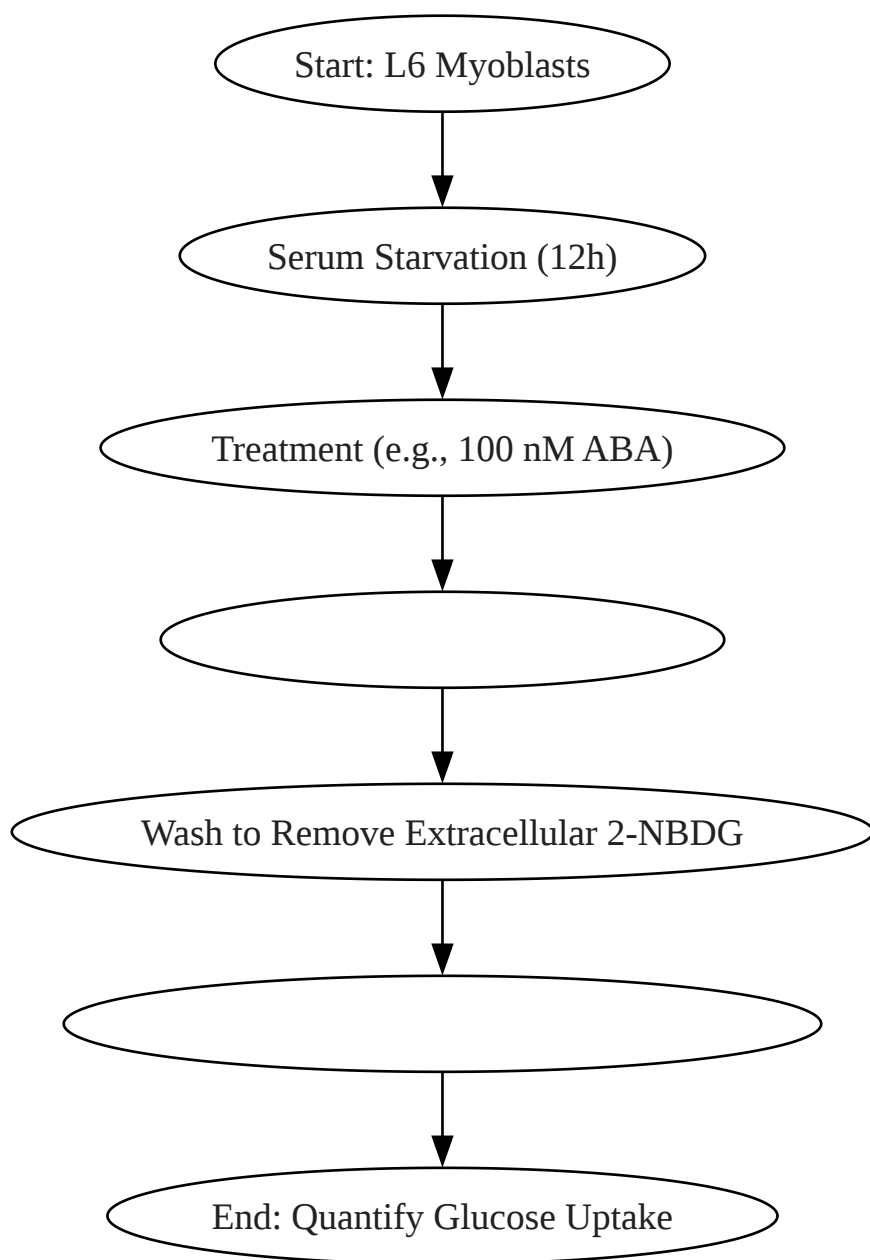 Start: L6 Myoblasts
Serum Starvation (12h)
Treatment (e.g., 100 nM ABA)
Wash to Remove Extracellular 2-NBDG
End: Quantify Glucose Uptake